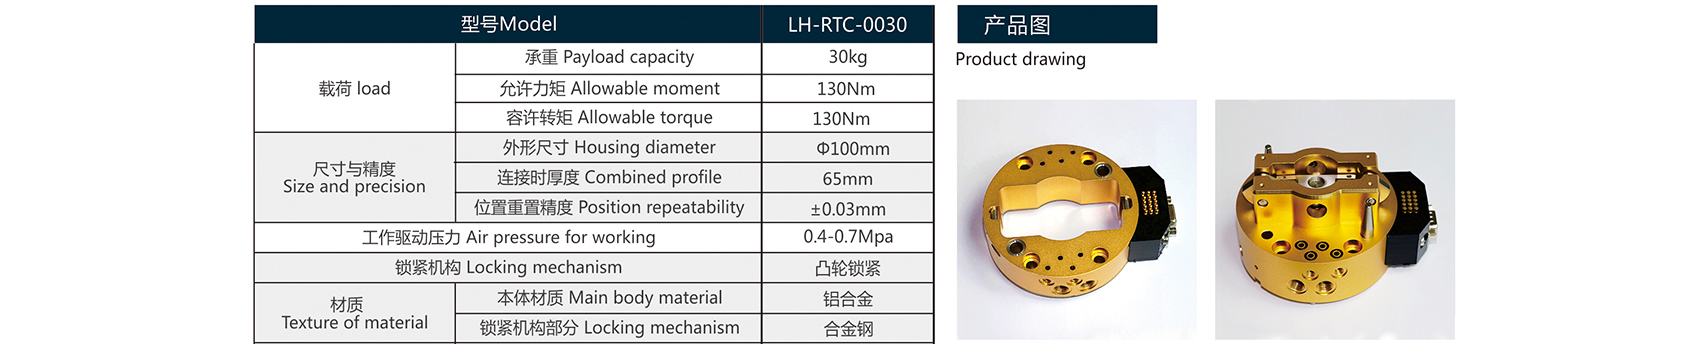 型号Model LH-RTC-0030
载荷 load
承重 Payload capacity 30kg
允许力矩 Allowable moment 130Nm
容许转矩 Allowable torque 130Nm
尺寸与精度
Size and precision
外形尺寸 Housing diameter Φ100mm
连接时厚度 Combined profile 65mm
位置重置精度 Position repeatability ±0.03mm
工作驱动压力 Air pressure for working 0.4-0.7Mpa
锁紧机构 Locking mechanism 凸轮锁紧
材质
Texture of material
本体材质 Main body material 铝合金
锁紧机构部分 Locking mechanism 合金钢
产品图
Product drawing